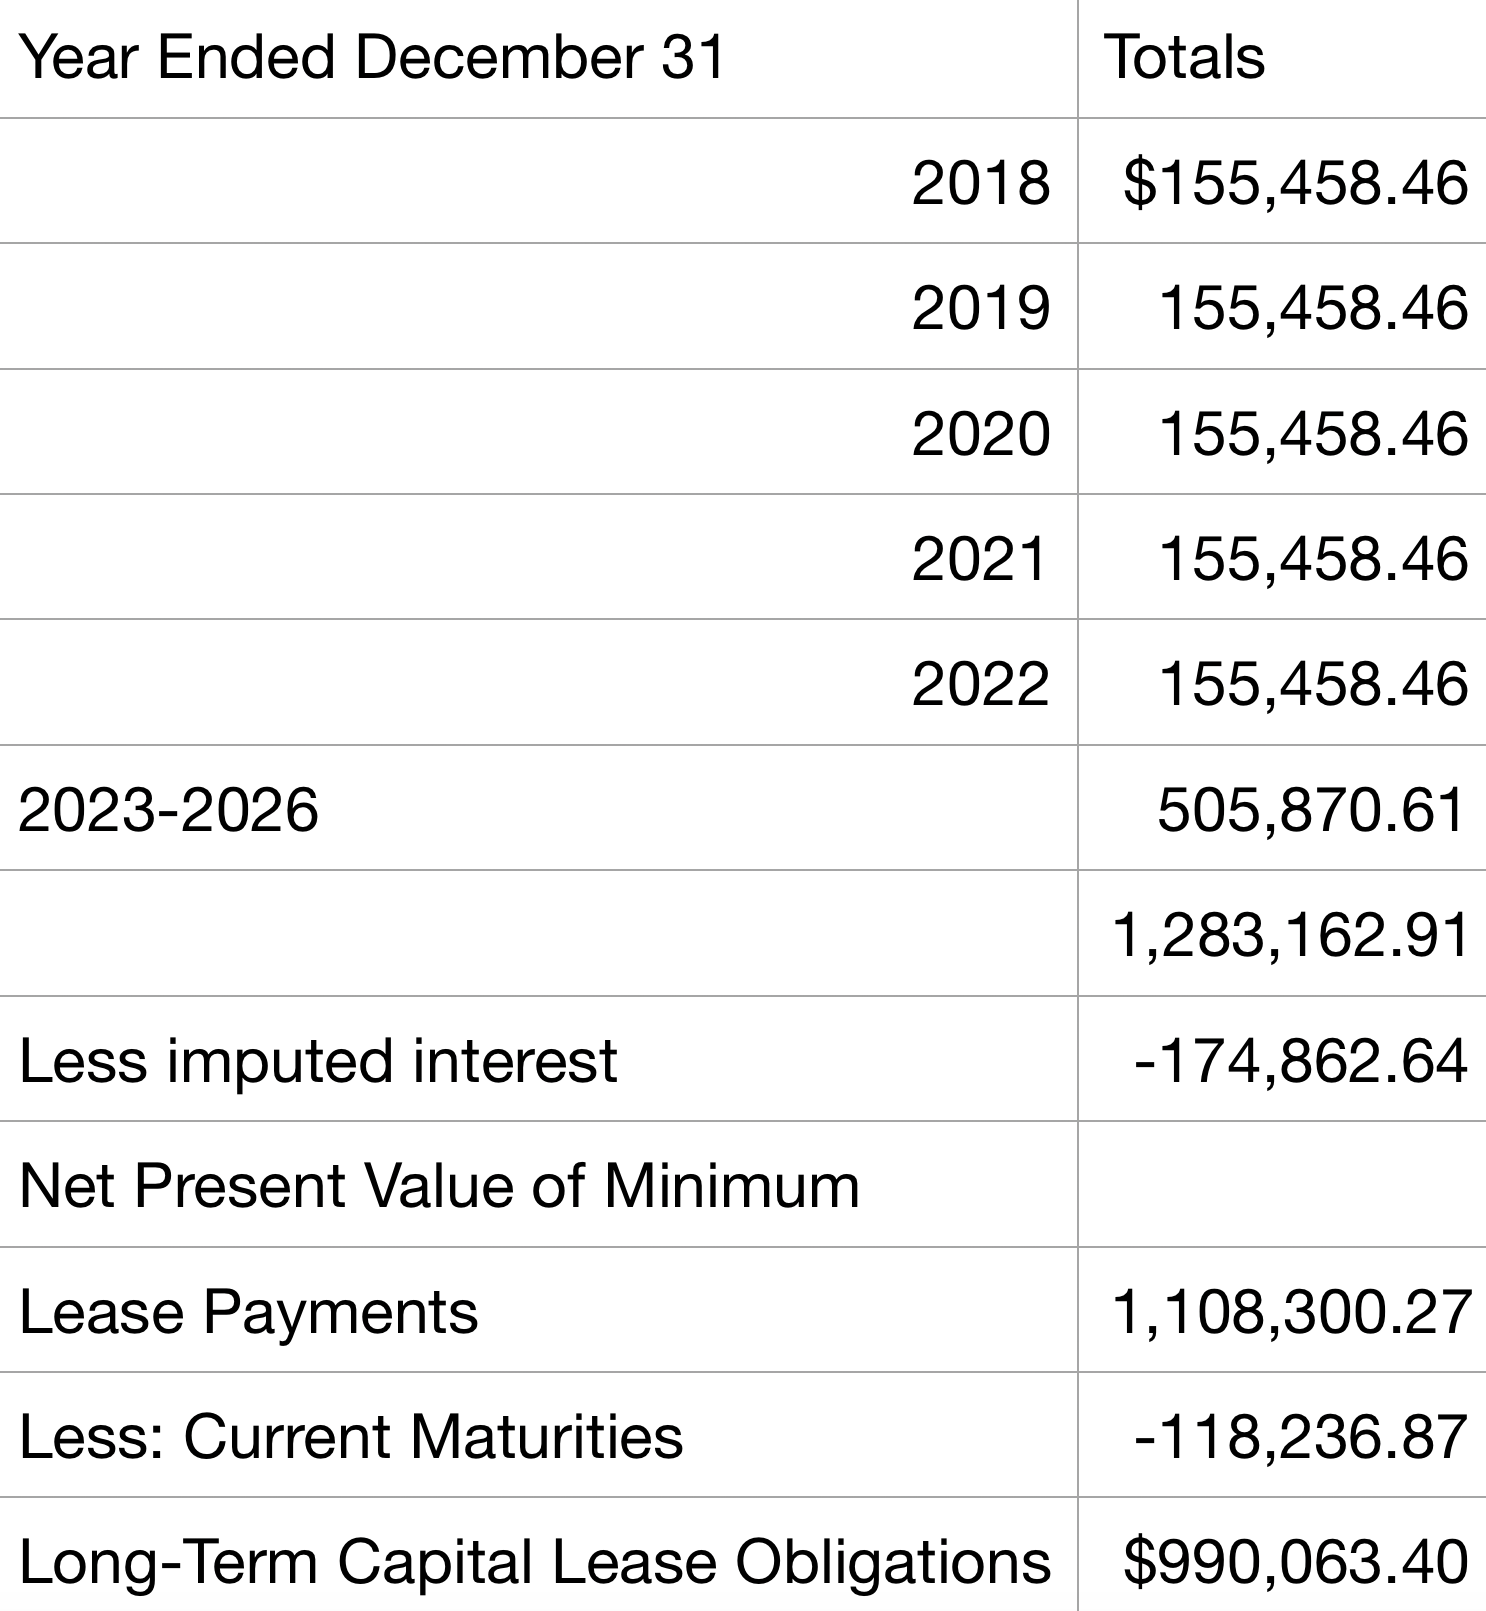 Year Ended December 31 Totals
2018 $155,458.46
2019 155,458.46
2020 155,458.46
2021 155,458.46
2022 155,458.46
2023-2026 505,870.61
1,283,162.91
Less imputed interest -174,862.64
Net Present Value of Minimum
Lease Payments 1,108,300.27
Less: Current Maturities -118,236.87
Long-Term Capital Lease Obligations $990,063.40